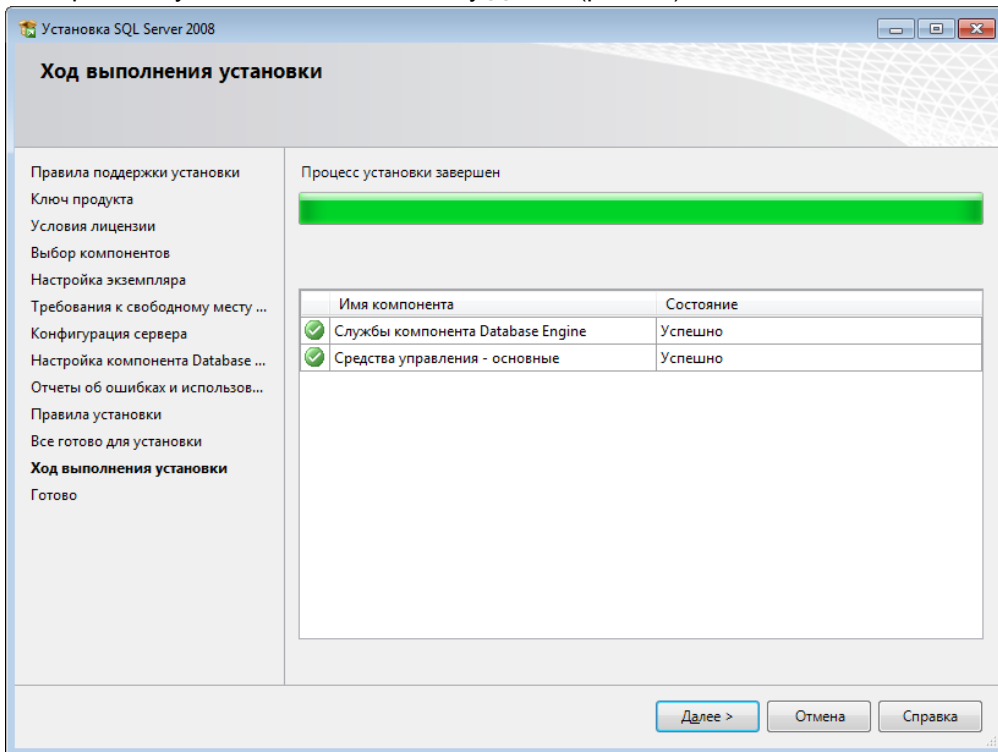 Установка SQL Server 2008
Ход выполнения установки
Правила поддержки установки
Ключ продукта
Условия лицензии
Выбор компонентов
Настройка экземпляра
Требования к свободному месту ...
Конфигурация сервера
Настройка компонента Database ...
Отчеты об ошибках и использов...
Правила установки
Все готово для установки
Ход выполнения установки
Готово
Процесс установки завершен
Имя компонента Состояние
Службы компонента Database Engine Успешно
Средства управления - основные Успешно
Далее > Отмена Справка